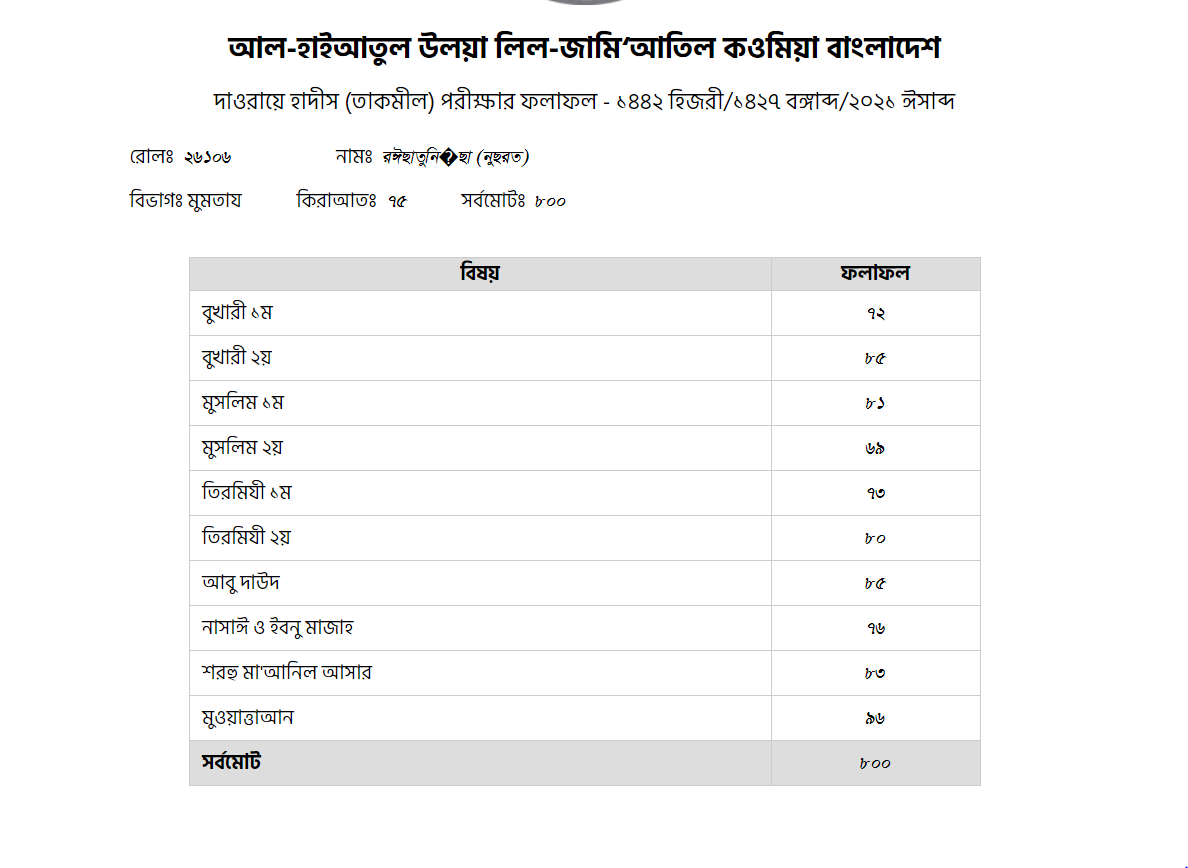 আল-হাইআতুল উলয়া লিল-জামি‘আতিল কওমিয়া বাংলাদেশ
দাওরায়ে হাদীস (তাকমীল) পরীক্ষার ফলাফল - ১৪৪২ হিজরী/১৪২৭ বঙ্গাব্দ/২০২১ ঈসাব্দ
রোলঃ ২৬১০৬ নামঃ রঈছাতুনি�ছা (নুছরত)
বিভাগঃ মুমতায কিরাআতঃ ৭৫ সর্বমোটঃ ৮০০
বিষয় ফলাফল
বুখারী ১ম ৭২
বুখারী ২য় ৮৫
মুসলিম ১ম ৮১
মুসলিম ২য় ৬৯
তিরমিযী ১ম ৭৩
তিরমিযী ২য় ৮০
আবু দাউদ ৮৫
নাসাঈ ও ইবনু মাজাহ ৭৬
শরহু মা'আনিল আসার ৮৩
মুওয়াত্তাআন ৯৬
সর্বমোট ৮০০